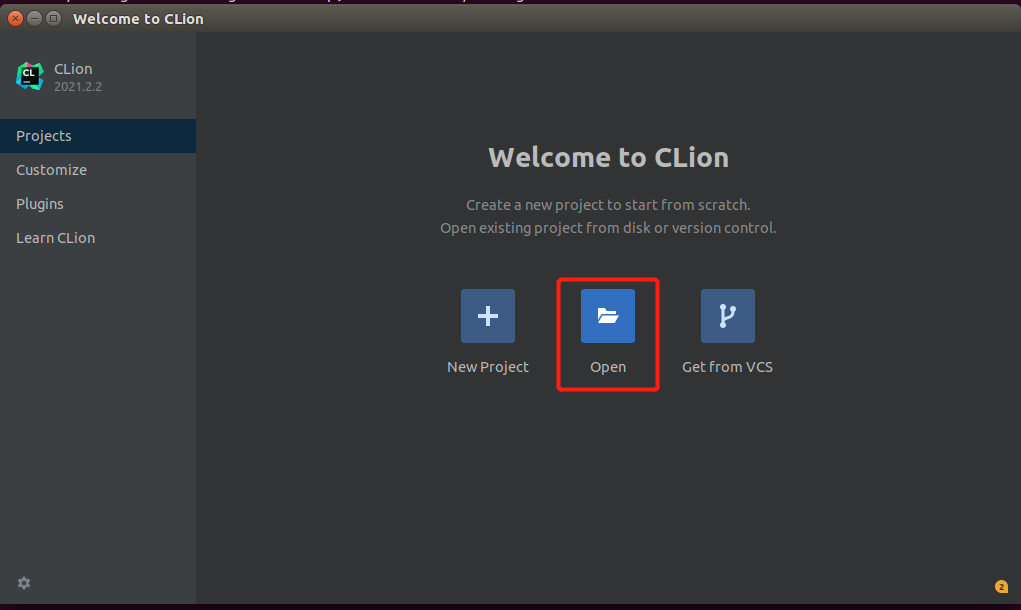 Welcome to CLion
CL
CLion
2021.2.2
Projects
Customize
Plugins
Learn CLion
Welcome to CLion
Create a new project to start from scratch.
Open existing project from disk or version control.
New Project
Open
Get from VCS
2